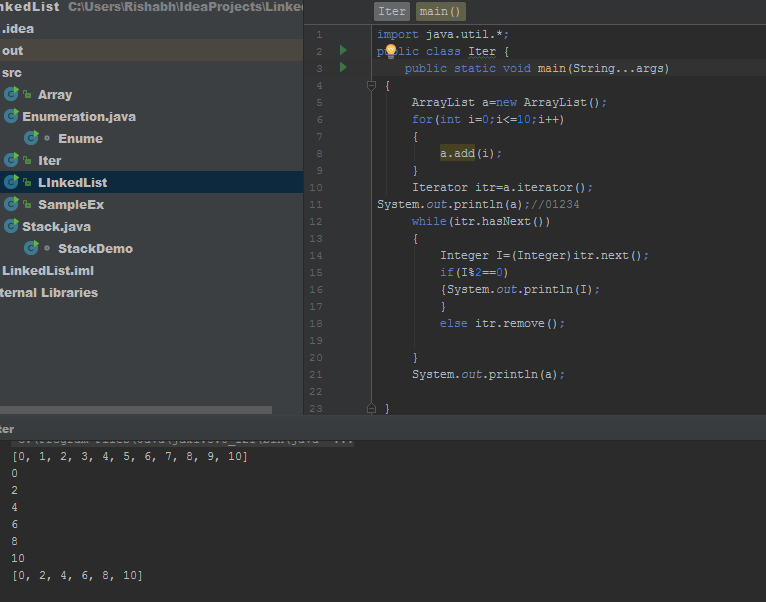 nkedList C:\Users\Rishabh\IdeaProjects\Linke
.idea
out
src
Array
Enumeration.java
Enume
Iter
LInkedList
SampleEx
Stack.java
StackDemo
LinkedList.iml
ternal Libraries
Iter main()
1 import java.util.*;
2 public class Iter {
3 public static void main(String...args)
4 {
5 ArrayList a=new ArrayList();
6 for(int i=0;i<=10;i++)
7 {
8 a.add(i);
9 }
10 Iterator itr=a.iterator();
11 System.out.println(a);//01234
12 while(itr.hasNext())
13 {
14 Integer I=(Integer)itr.next();
15 if(I%2==0)
16 {System.out.println(I);
17 }
18 else itr.remove();
19
20 }
21 System.out.println(a);
22
23 }
ter
[0, 1, 2, 3, 4, 5, 6, 7, 8, 9, 10]
0
2
4
6
8
10
[0, 2, 4, 6, 8, 10]